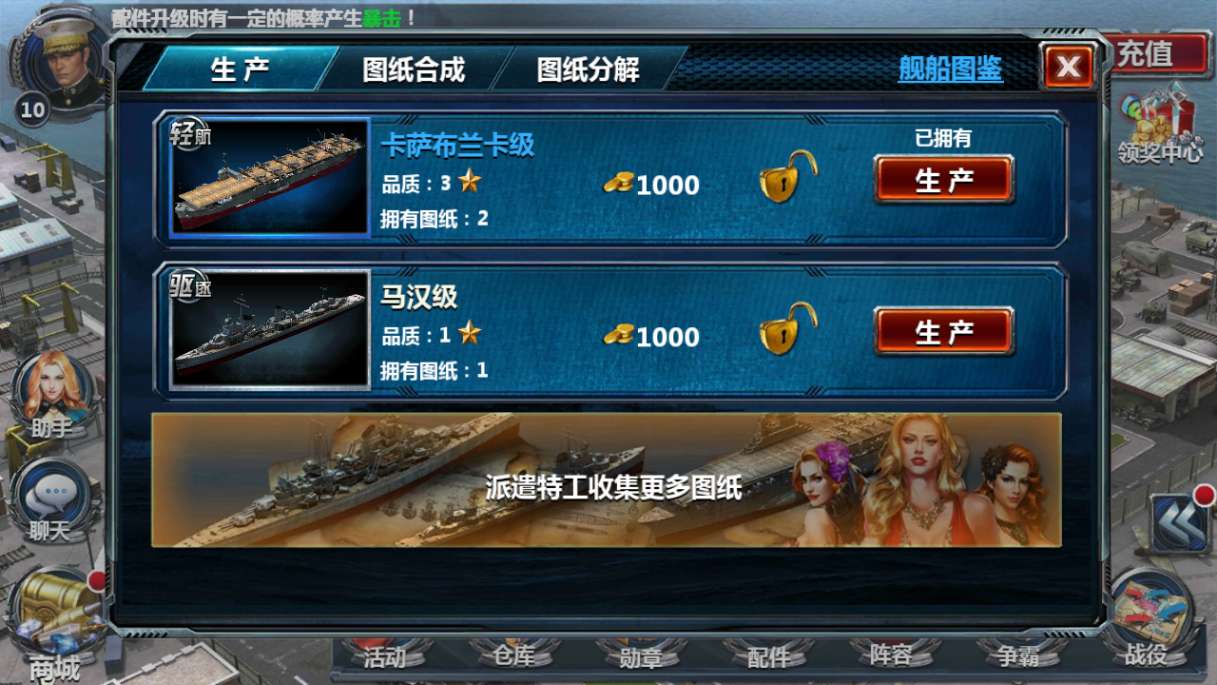 配件升级时有一定的概率产生暴击！
10
生产
图纸合成
图纸分解
舰船图鉴
X
充值
领奖中心
轻航
卡萨布兰卡级
品质：3
拥有图纸：2
1000
已拥有
生产
驱逐
马汉级
品质：1
拥有图纸：1
1000
生产
派遣特工收集更多图纸
助手
聊天
商城
活动
仓库
勋章
配件
阵容
争霸
战役